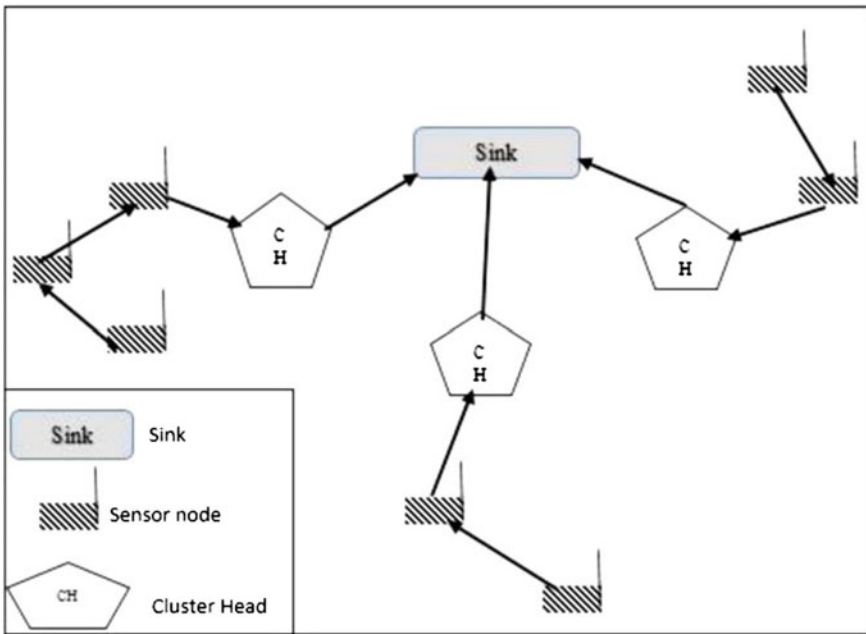 Sink
C
H
C
H
C
H
Sink
Sink
Sensor node
CH
Cluster Head